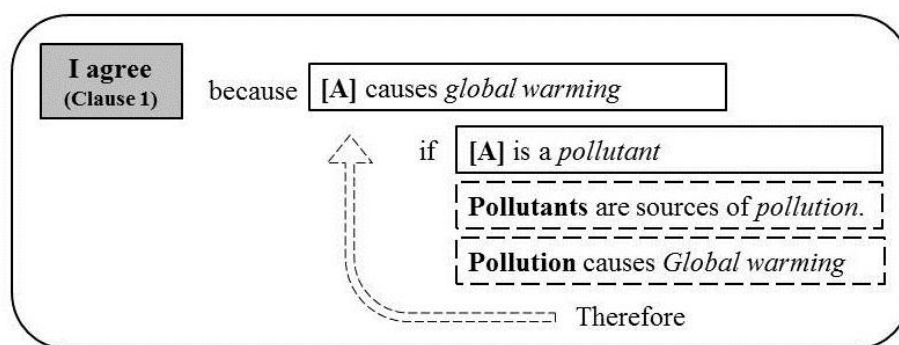 I agree
(Clause 1)
because [A] causes global warming
if [A] is a pollutant
Pollutants are sources of pollution.
Pollution causes Global warming
Therefore